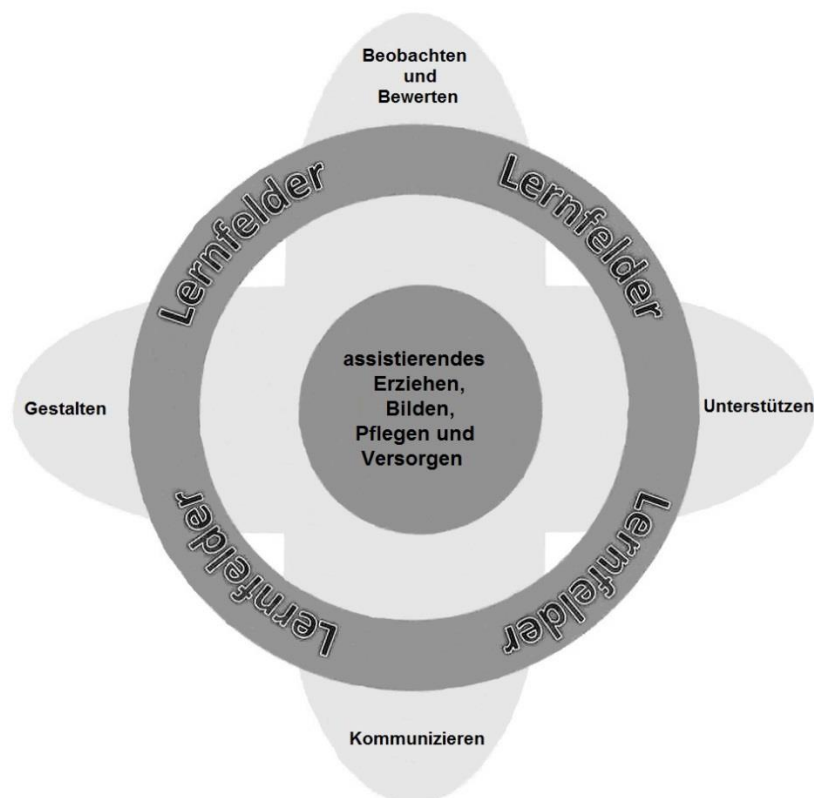 Beobachten
und
Bewerten
Lernfelder
Lernfelder
assistierendes
Erziehen,
Bilden,
Pflegen und
Versorgen
Gestalten
Unterstützen
Lernfelder
Lernfelder
Kommunizieren